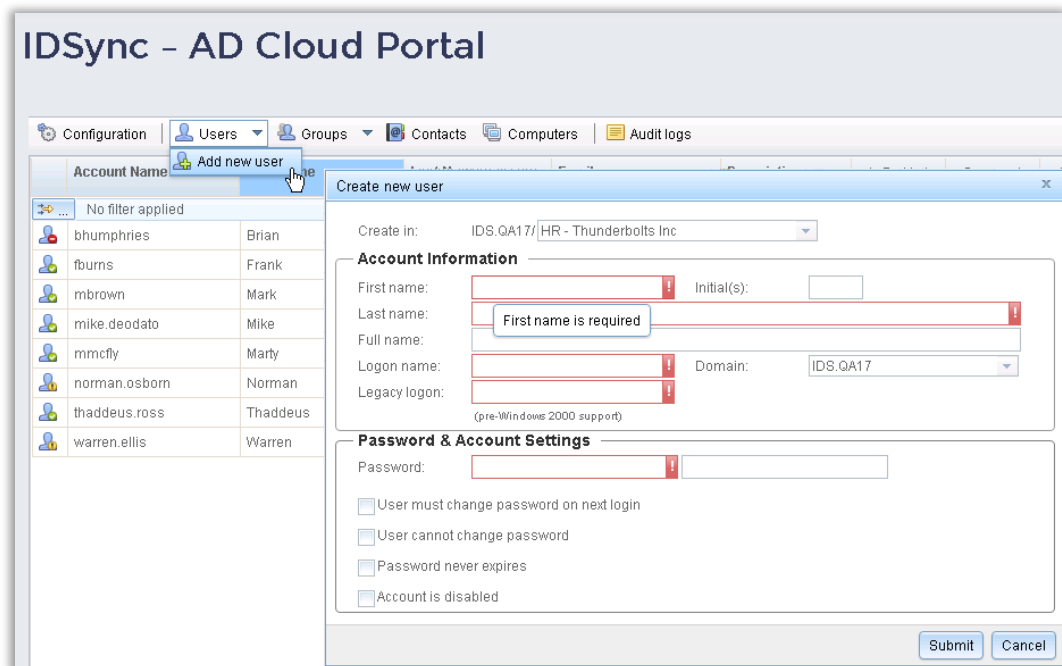 IDSync – AD Cloud Portal
Configuration Users Groups Contacts Computers Audit logs
Add new user
Account Name
Create new user x
... No filter applied
Create in: IDS.QA17/ HR - Thunderbolts Inc
bhumphries Brian
Account Information
fburns Frank
First name: ! Initial(s):
mbrown Mark
Last name: !
First name is required
mike.deodato Mike
Full name:
mmcfly Marty
Logon name: ! Domain: IDS.QA17
norman.osborn Norman
Legacy logon: !
thaddeus.ross Thaddeus
(pre-Windows 2000 support)
warren.ellis Warren
Password & Account Settings
Password: !
User must change password on next login
User cannot change password
Password never expires
Account is disabled
Submit Cancel